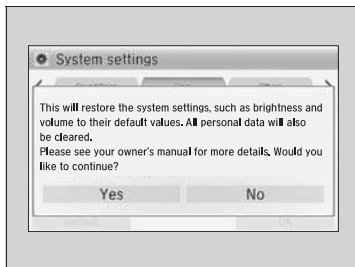 System settings
This will restore the system settings, such as brightness and
volume to their default values. All personal data will also
be cleared.
Please see your owner's manual for more details. Would you
like to continue?
Yes
No
Default
OK